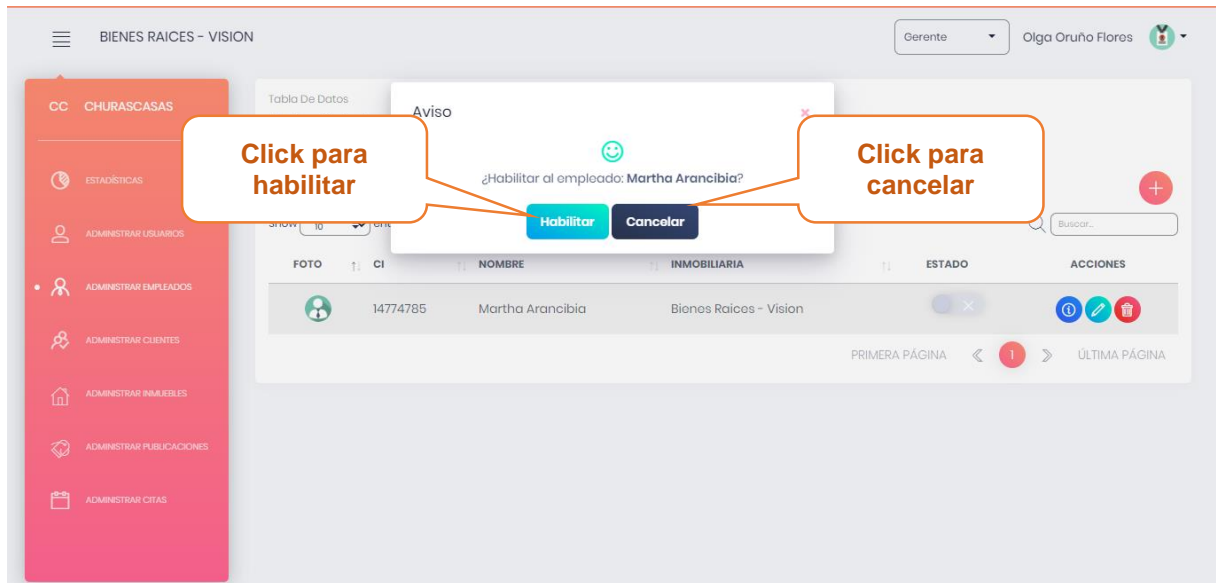 BIENES RAICES - VISION
Gerente
Olga Oruño Flores
CC CHURASCASAS
ESTADÍSTICAS
ADMINISTRAR USUARIOS
ADMINISTRAR EMPLEADOS
ADMINISTRAR CLIENTES
ADMINISTRAR INMUEBLES
ADMINISTRAR PUBLICACIONES
ADMINISTRAR CITAS
Tabla De Datos
Aviso
¿Habilitar al empleado: Martha Arancibia?
Habilitar Cancelar
Click para
habilitar
Click para
cancelar
Show 10
Buscar...
FOTO CI NOMBRE INMOBILIARIA ESTADO ACCIONES
14774785 Martha Arancibia Bienes Raices - Vision
PRIMERA PÁGINA 1 ÚLTIMA PÁGINA